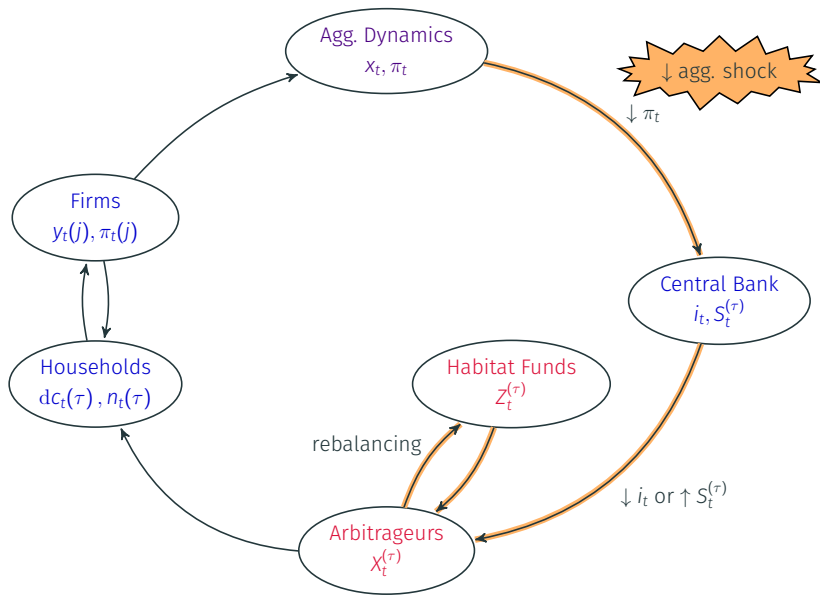 Agg. Dynamics
x_t, π_t
↓ agg. shock
↓ π_t
Firms
y_t(j), π_t(j)
Central Bank
i_t, S_t^{(τ)}
Households
dc_t(τ), n_t(τ)
Habitat Funds
Z_t^{(τ)}
rebalancing
↓ i_t or ↑ S_t^{(τ)}
Arbitrageurs
X_t^{(τ)}